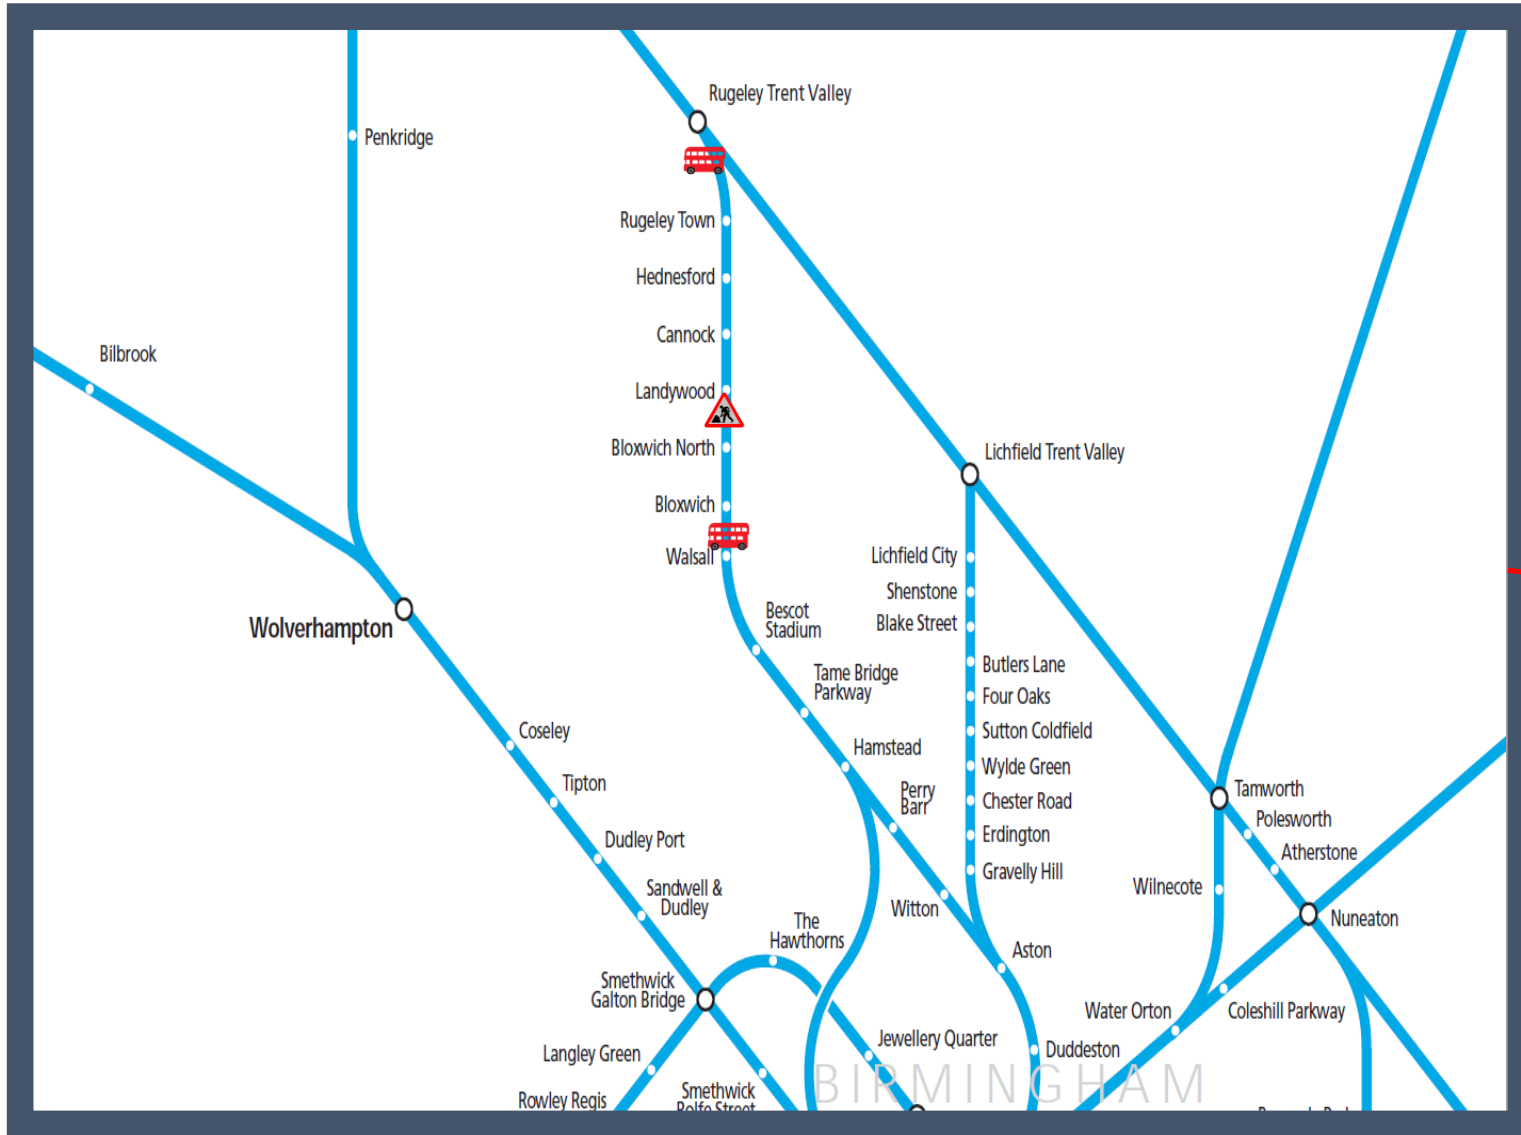 Rugeley Trent Valley
Penkridge
Rugeley Town
Hednesford
Cannock
Bilbrook
Landywood
Bloxwich North
Lichfield Trent Valley
Bloxwich
Walsall
Lichfield City
Shenstone
Blake Street
Bescot
Stadium
Wolverhampton
Butlers Lane
Tame Bridge
Parkway
Four Oaks
Coseley
Sutton Coldfield
Hamstead
Wylde Green
Tipton
Perry
Barr
Chester Road
Tamworth
Polesworth
Dudley Port
Erdington
Atherstone
Gravelly Hill
Sandwell &
Dudley
Wilnecote
Witton
The
Hawthorns
Nuneaton
Aston
Smethwick
Galton Bridge
Water Orton
Coleshill Parkway
Jewellery Quarter
Langley Green
Duddeston
BIRMINGHAM
Rowley Regis
Smethwick
Rolfe Street